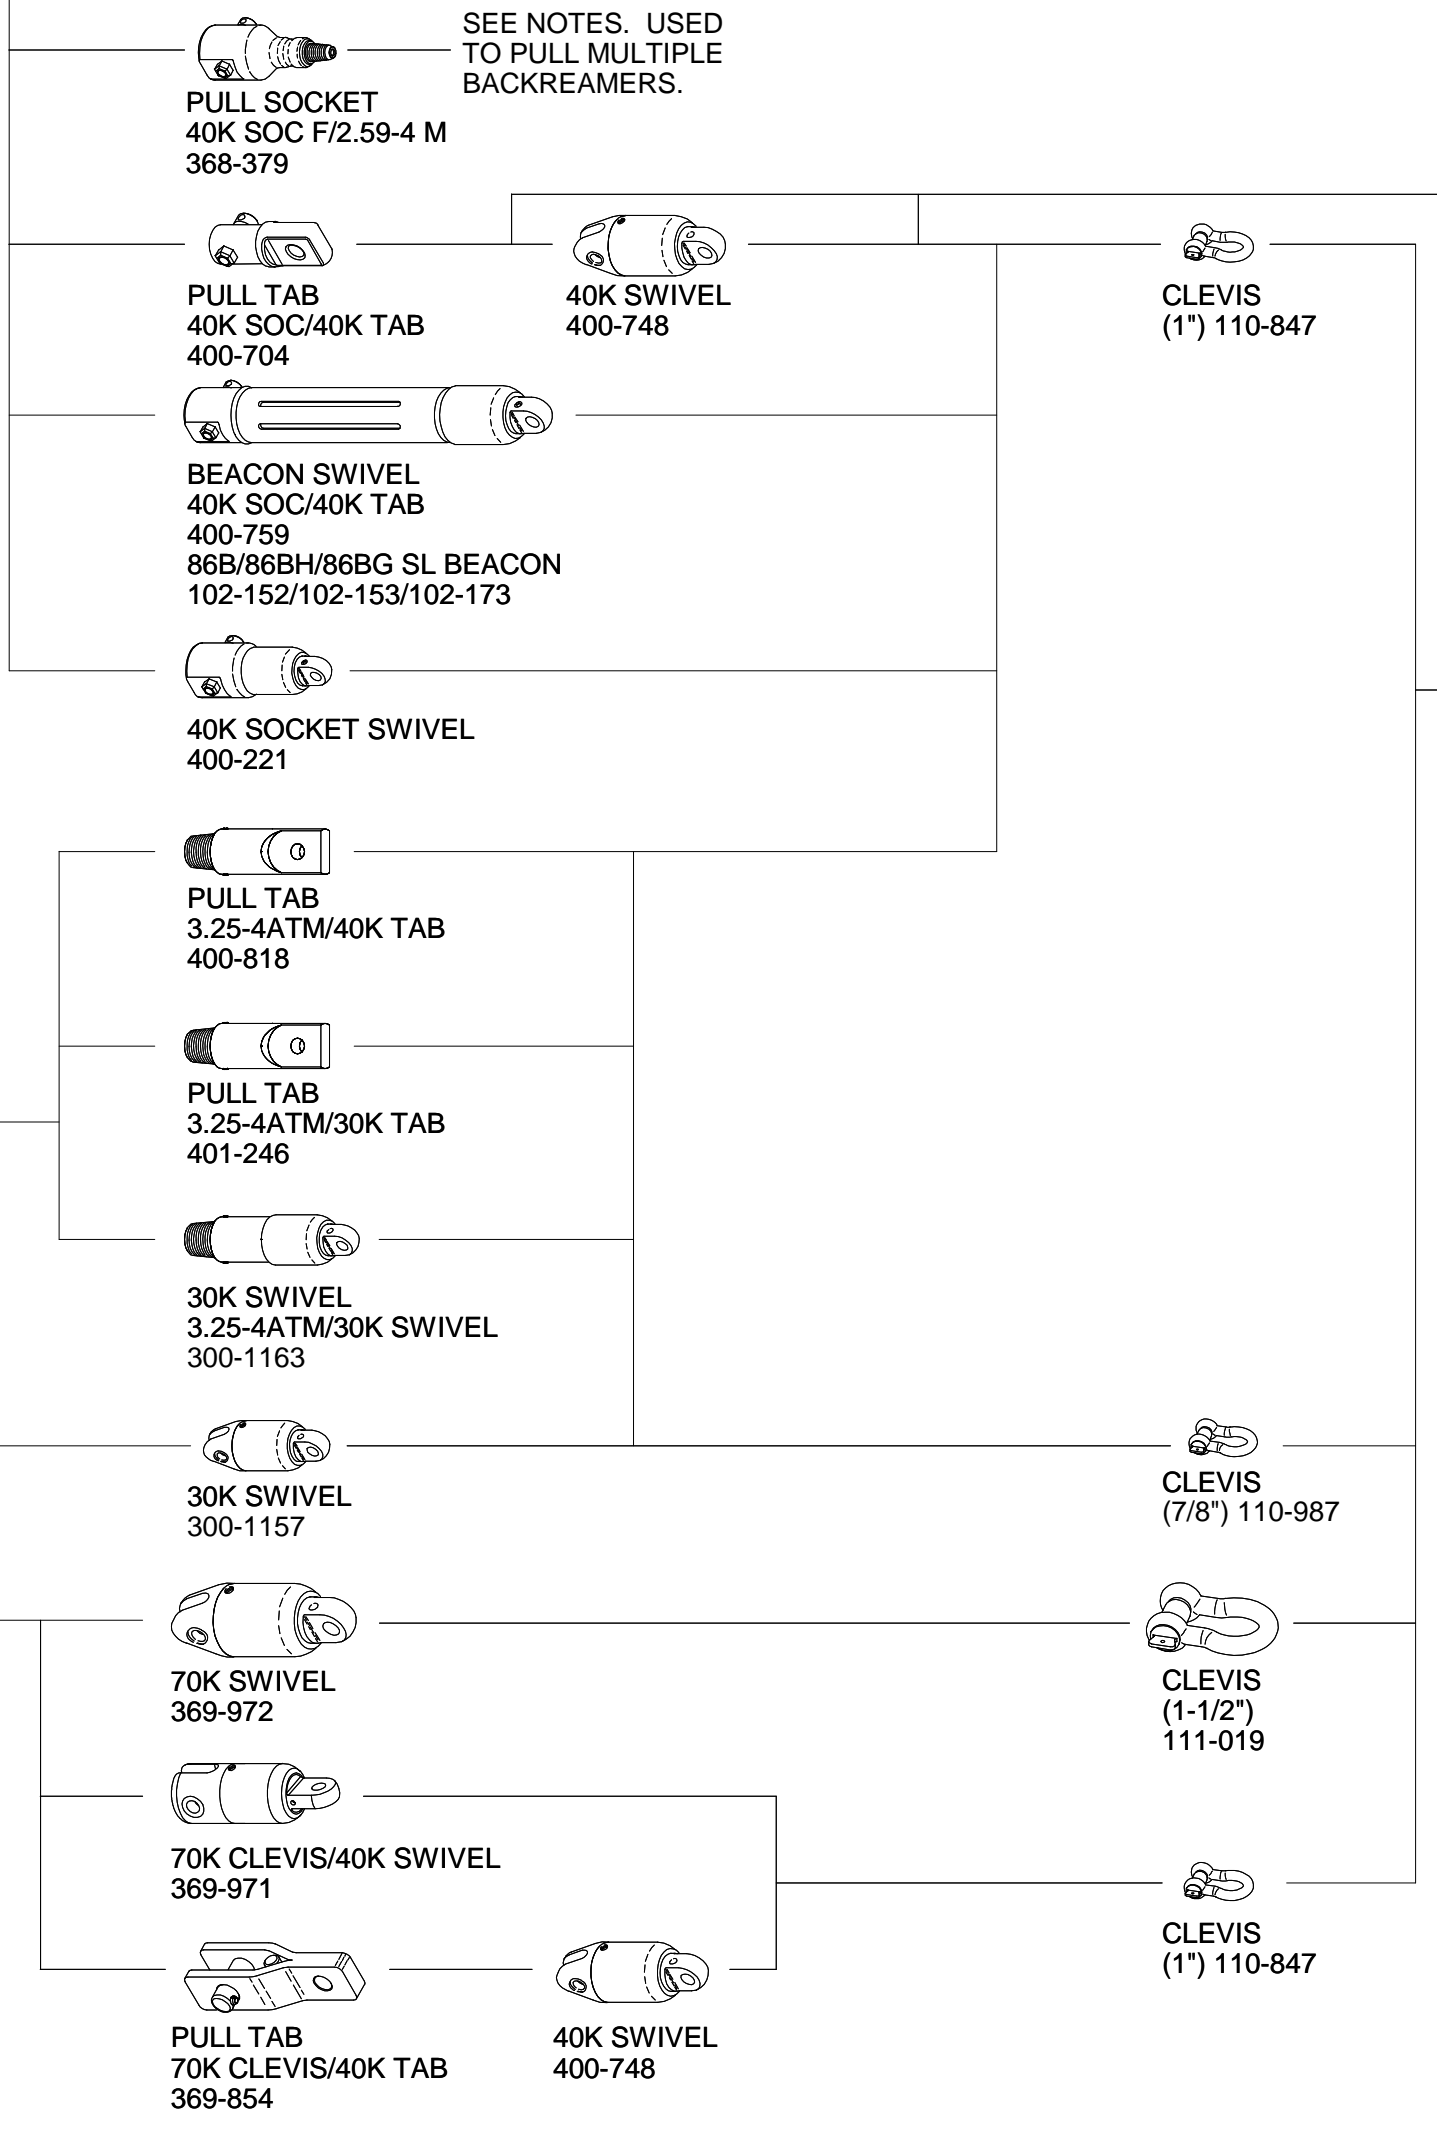 SEE NOTES.  USED
TO PULL MULTIPLE
BACKREAMERS.
PULL SOCKET
40K SOC F/2.59-4 M
368-379
PULL TAB
40K SOC/40K TAB
400-704
40K SWIVEL
400-748
CLEVIS
(1") 110-847
BEACON SWIVEL
40K SOC/40K TAB
400-759
86B/86BH/86BG SL BEACON
102-152/102-153/102-173
40K SOCKET SWIVEL
400-221
PULL TAB
3.25-4ATM/40K TAB
400-818
PULL TAB
3.25-4ATM/30K TAB
401-246
30K SWIVEL
3.25-4ATM/30K SWIVEL
300-1163
30K SWIVEL
300-1157
CLEVIS
(7/8") 110-987
70K SWIVEL
369-972
CLEVIS
(1-1/2")
111-019
70K CLEVIS/40K SWIVEL
369-971
CLEVIS
(1") 110-847
PULL TAB
70K CLEVIS/40K TAB
369-854
40K SWIVEL
400-748